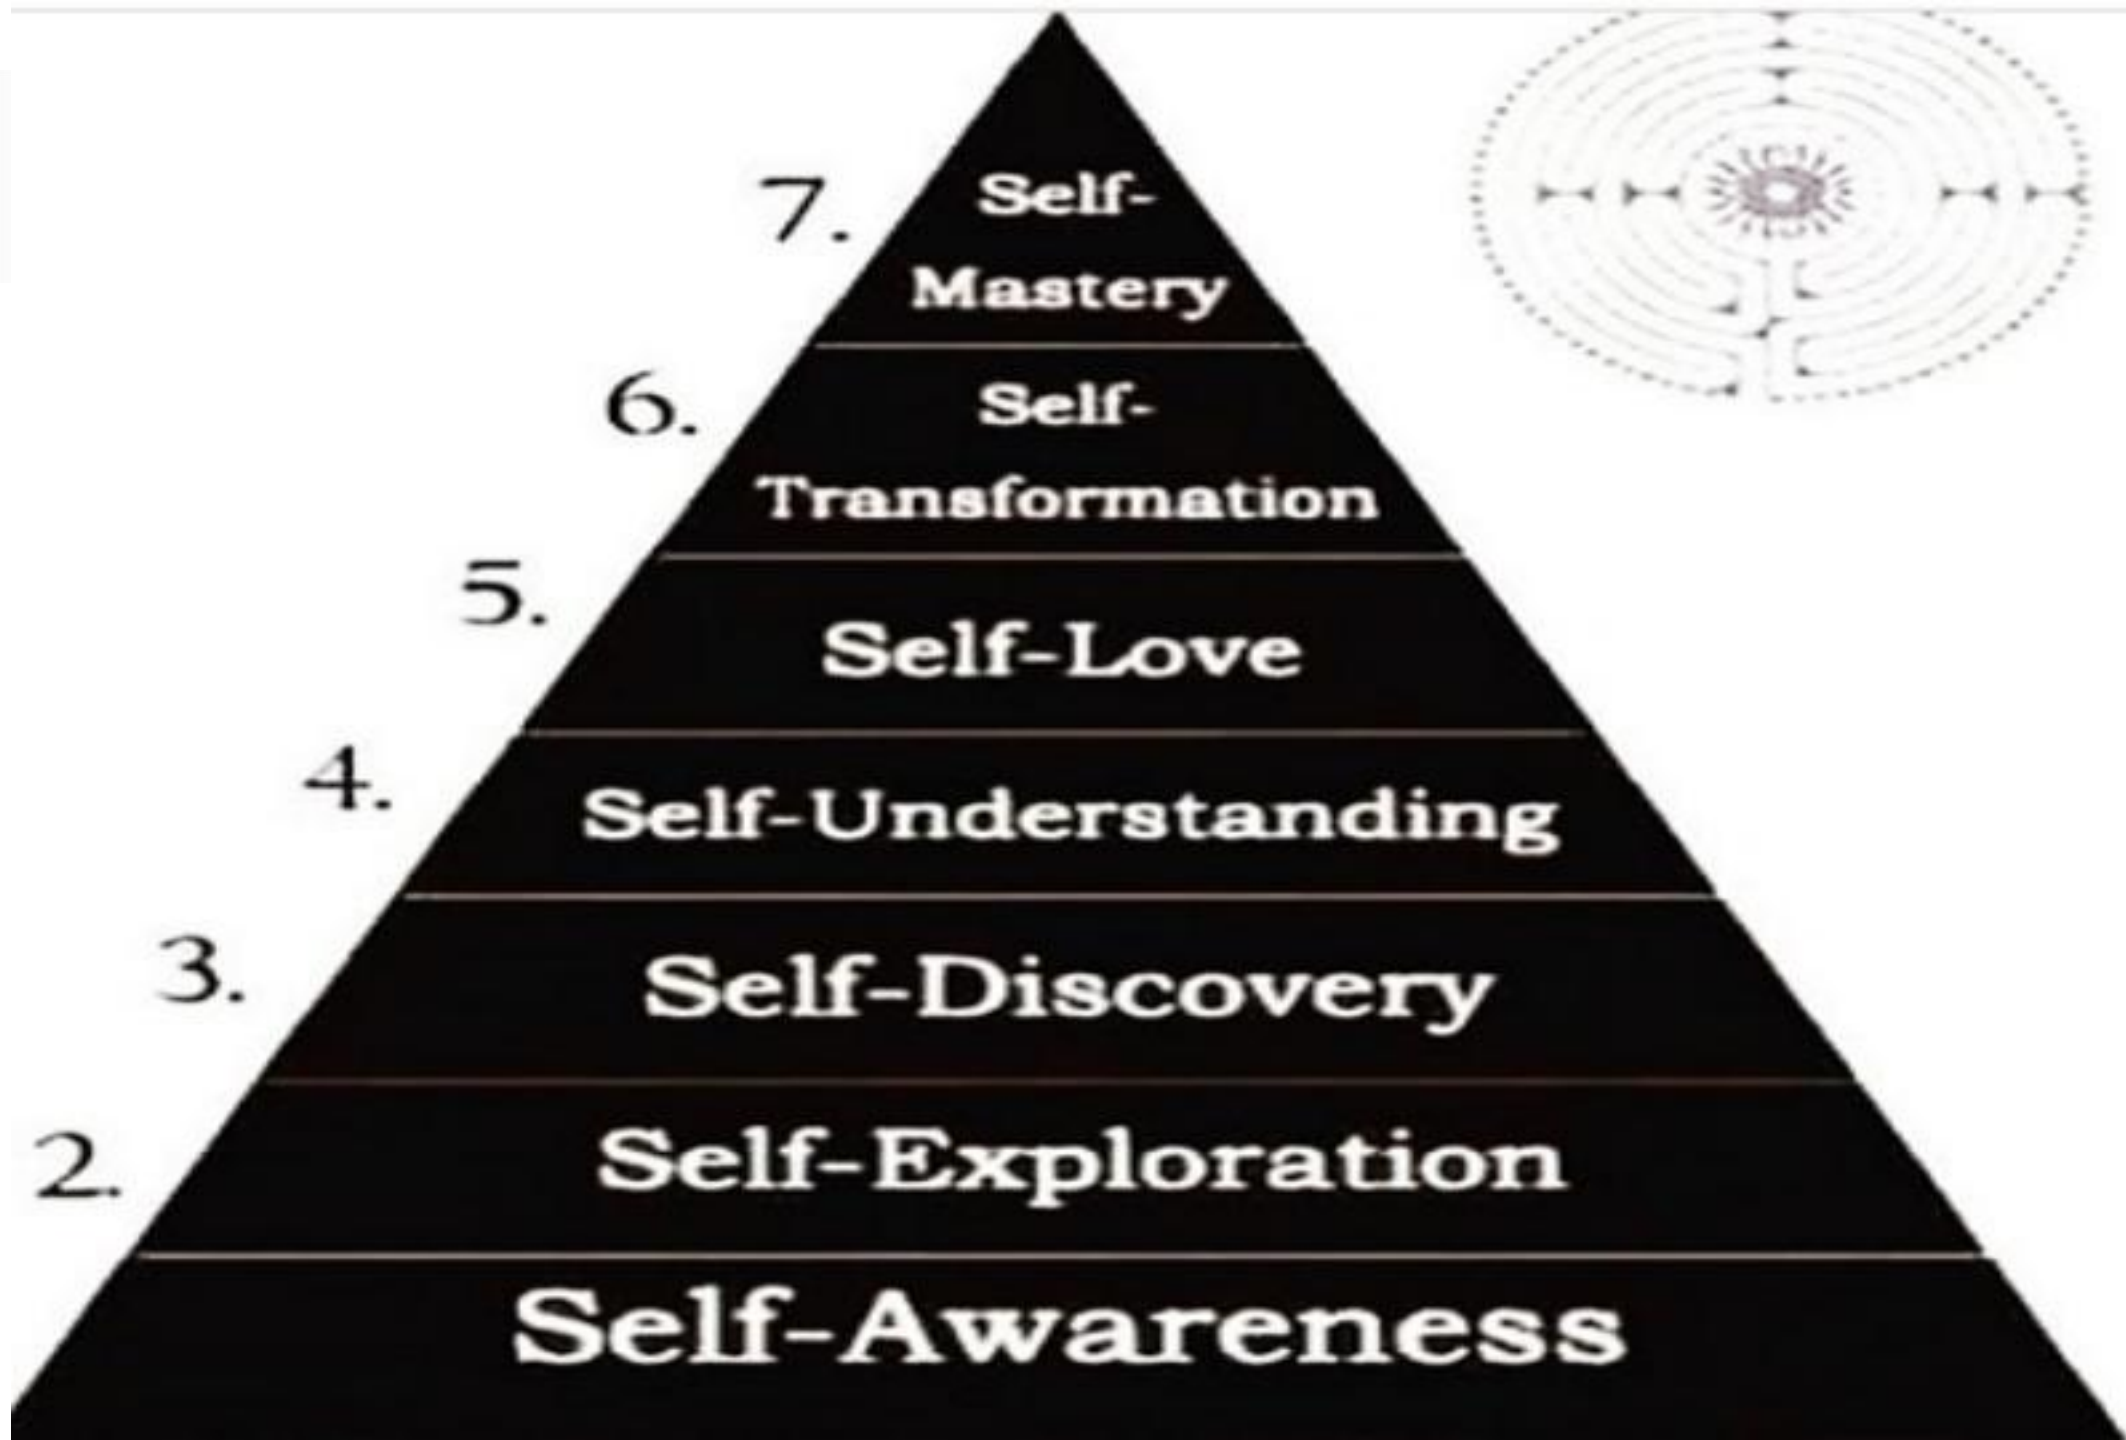 7.
Self-
Mastery
6.
Self-
Transformation
5.
Self-Love
4.
Self-Understanding
3.
Self-Discovery
2.
Self-Exploration
Self-Awareness